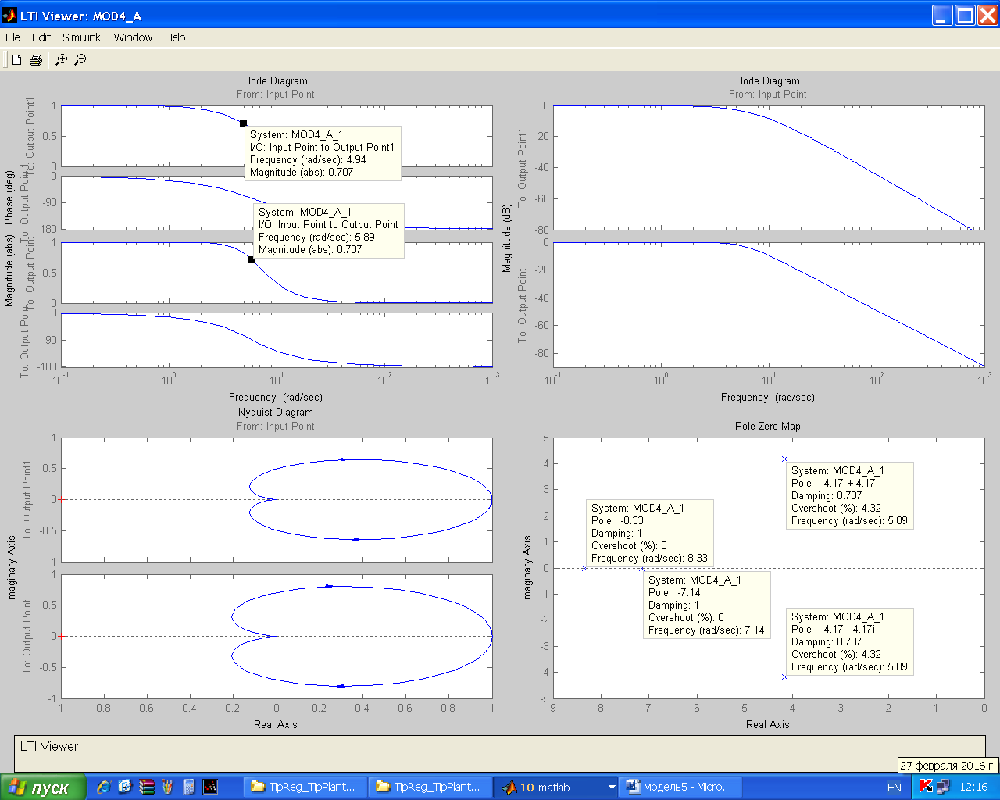 LTI Viewer: MOD4_A
File Edit Simulink Window Help
Bode Diagram
From: Input Point
Magnitude (abs) ; Phase (deg)
To: Output Point1
To: Output Point1
To: Output Point
To: Output Point
1
0.5
0
0
-90
-180
1
0.5
0
0
-90
-180
System: MOD4_A_1
I/O: Input Point to Output Point1
Frequency (rad/sec): 4.94
Magnitude (abs): 0.707
System: MOD4_A_1
I/O: Input Point to Output Point
Frequency (rad/sec): 5.89
Magnitude (abs): 0.707
10^-1 10^0 10^1 10^2 10^3
Frequency (rad/sec)
Bode Diagram
From: Input Point
Magnitude (dB)
To: Output Point1
To: Output Point
0
-20
-40
-60
-80
0
-20
-40
-60
-80
10^-1 10^0 10^1 10^2 10^3
Frequency (rad/sec)
Nyquist Diagram
From: Input Point
Imaginary Axis
To: Output Point1
To: Output Point
1
0.5
0
-0.5
-1
1
0.5
0
-0.5
-1
-1 -0.8 -0.6 -0.4 -0.2 0 0.2 0.4 0.6 0.8 1
Real Axis
Pole-Zero Map
Imaginary Axis
5
4
3
2
1
0
-1
-2
-3
-4
-5
System: MOD4_A_1
Pole : -4.17 + 4.17i
Damping: 0.707
Overshoot (%): 4.32
Frequency (rad/sec): 5.89
System: MOD4_A_1
Pole : -8.33
Damping: 1
Overshoot (%): 0
Frequency (rad/sec): 8.33
System: MOD4_A_1
Pole : -7.14
Damping: 1
Overshoot (%): 0
Frequency (rad/sec): 7.14
System: MOD4_A_1
Pole : -4.17 - 4.17i
Damping: 0.707
Overshoot (%): 4.32
Frequency (rad/sec): 5.89
-9 -8 -7 -6 -5 -4 -3 -2 -1 0
Real Axis
LTI Viewer
27 февраля 2016 г.
пуск
TipReg_TipPlant...
TipReg_TipPlant...
10 matlab
модель5 - Micro...
EN
12:16